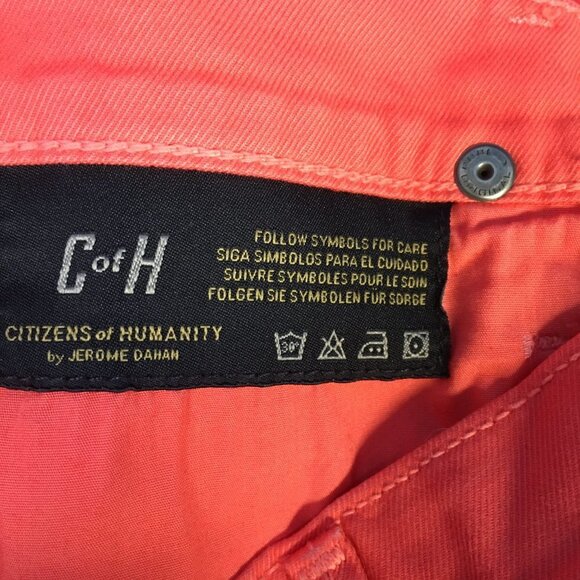 C of H
CITIZENS of HUMANITY
by JEROME DAHAN
FOLLOW SYMBOLS FOR CARE
SIGA SIMBOLOS PARA EL CUIDADO
SUIVRE SYMBOLES POUR LE SOIN
FOLGEN SIE SYMBOLEN FÜR SORGE
30°